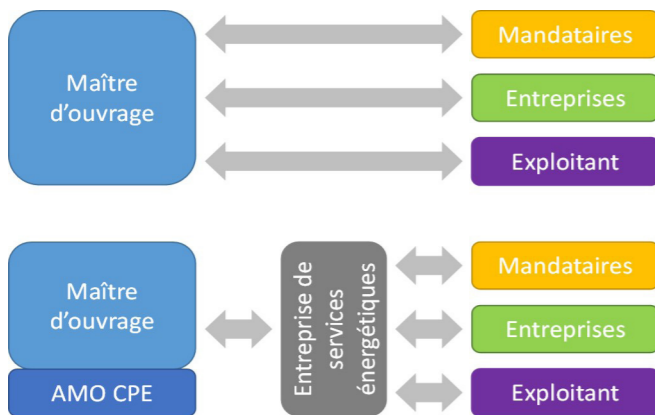 Maître
d'ouvrage
Mandataires
Entreprises
Exploitant
Maître
d'ouvrage
AMO CPE
Entreprise de
services
énergétiques
Mandataires
Entreprises
Exploitant